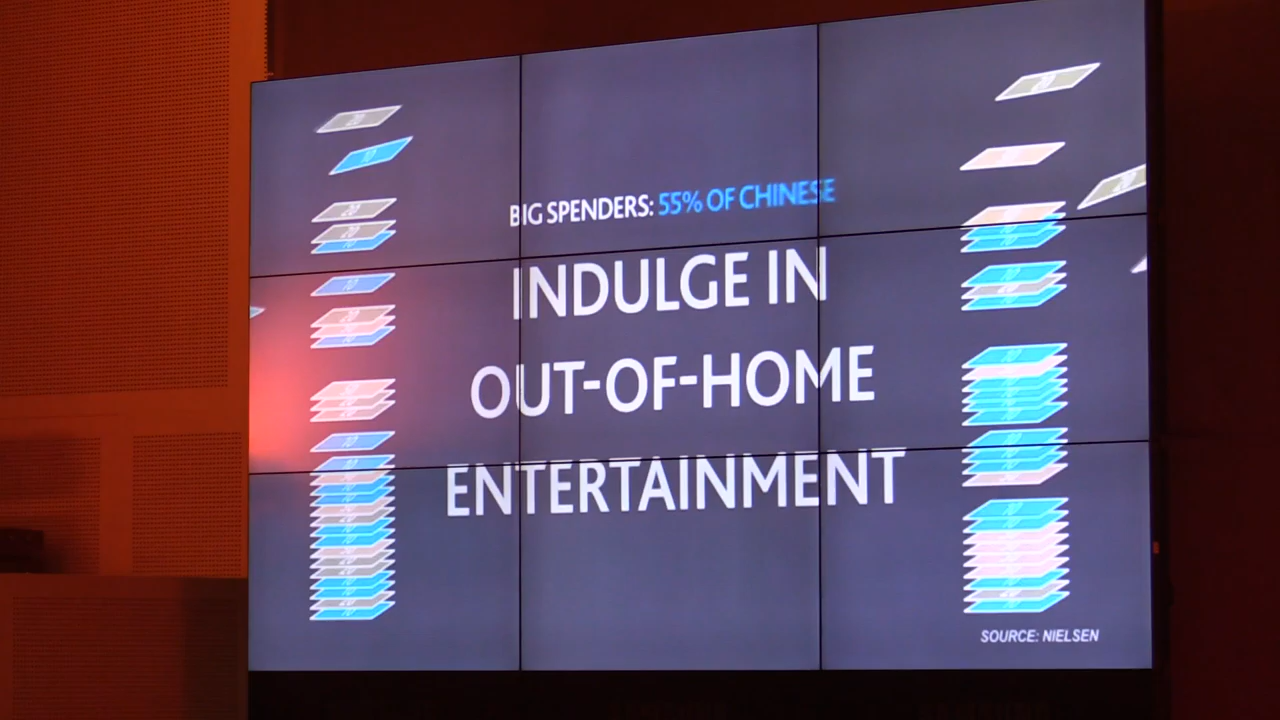 BIG SPENDERS: 55% OF CHINESE
INDULGE IN
OUT-OF-HOME
ENTERTAINMENT
SOURCE: NIELSEN